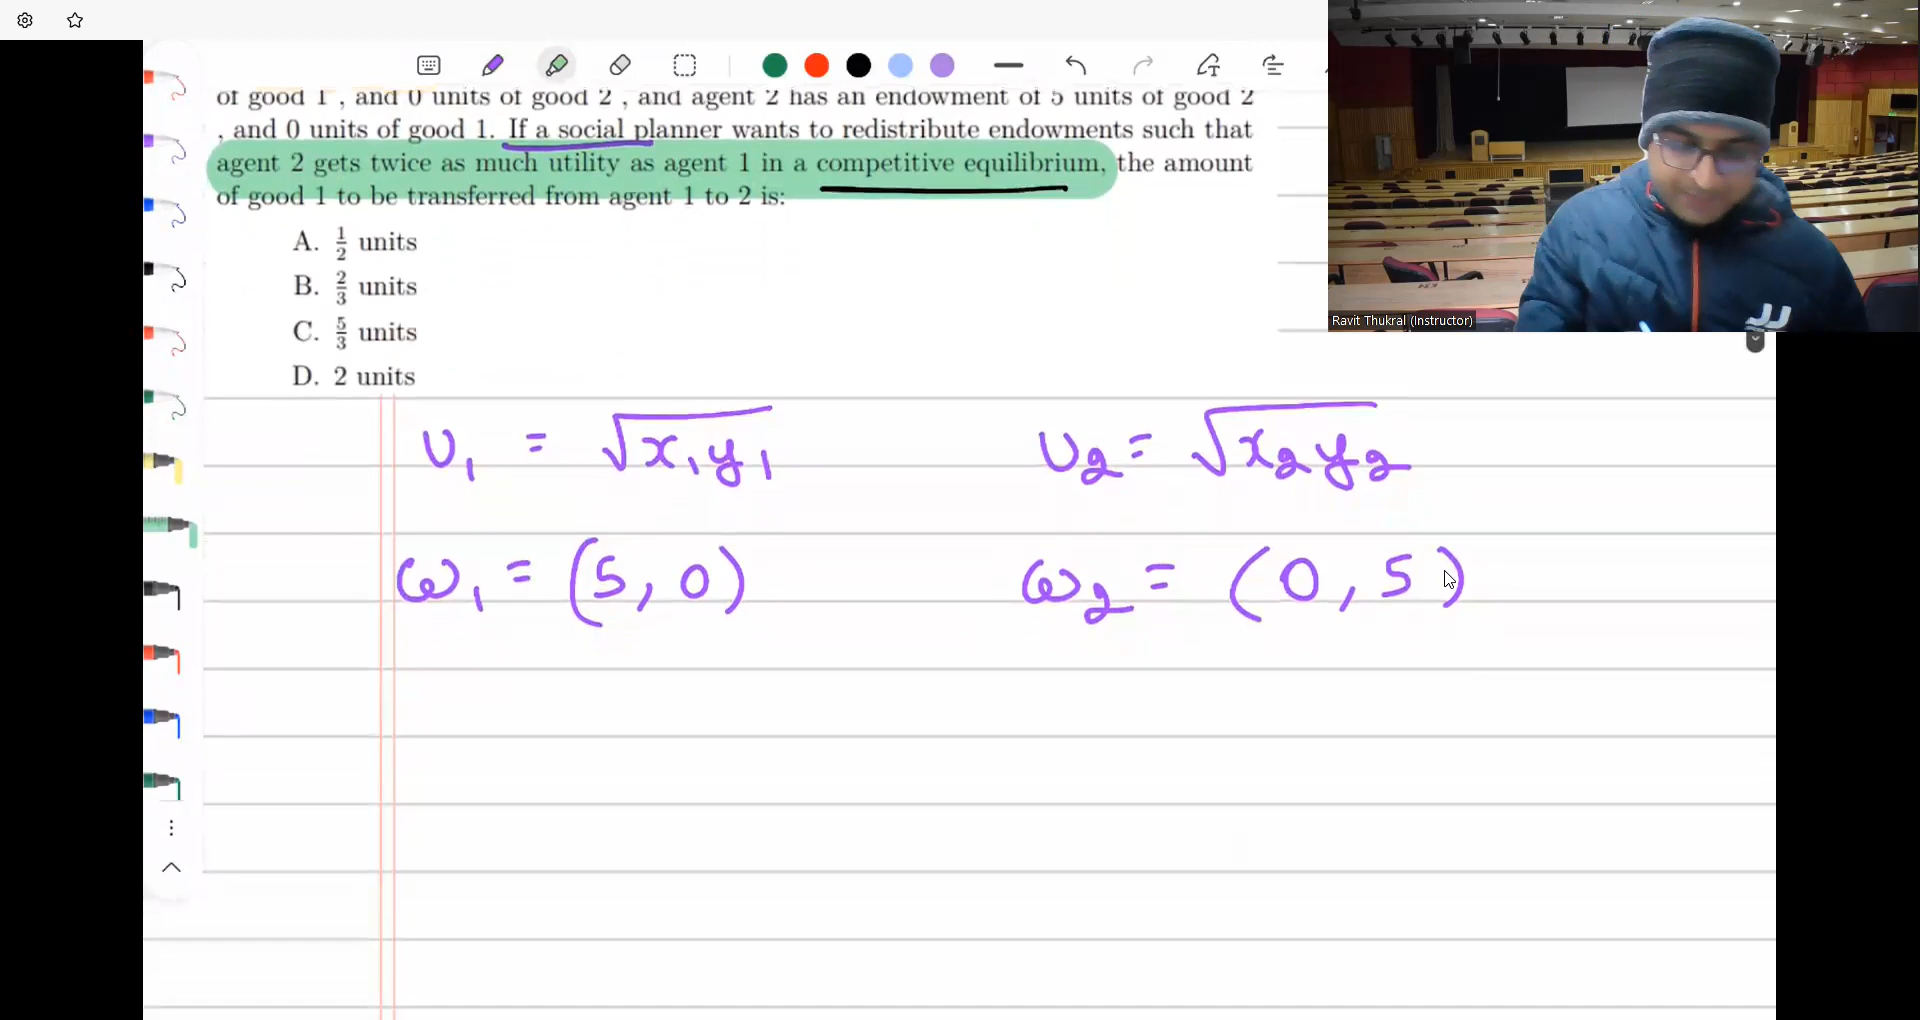 of good 1 , and 0 units of good 2 , and agent 2 has an endowment of 5 units of good 2
, and 0 units of good 1. If a social planner wants to redistribute endowments such that
agent 2 gets twice as much utility as agent 1 in a competitive equilibrium, the amount
of good 1 to be transferred from agent 1 to 2 is:
A. 1/2 units
B. 2/3 units
C. 5/3 units
D. 2 units
U₁ = √x₁y₁
U₂ = √x₂y₂
ω₁ = (5, 0)
ω₂ = (0, 5)
Ravit Thukral (Instructor)